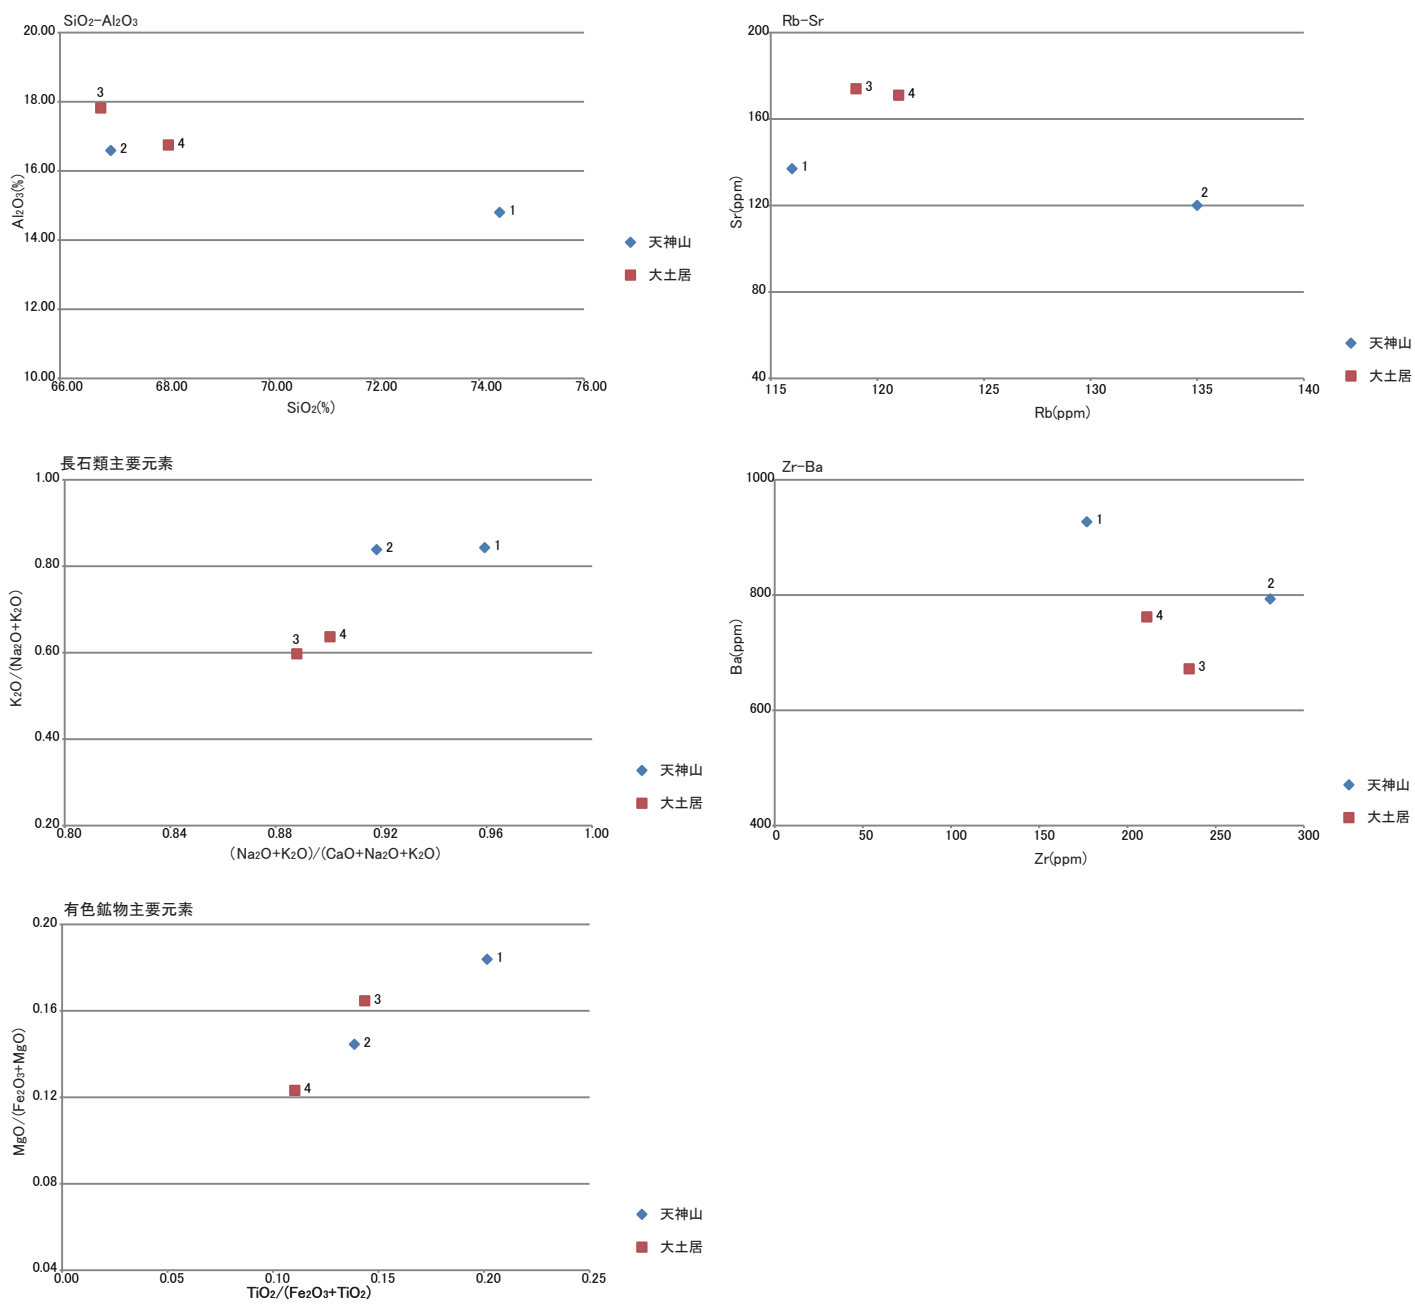 SiO₂-Al₂O₃
20.00
18.00
16.00
14.00
12.00
10.00
Al₂O₃(%)
3
2
4
1
66.00 68.00 70.00 72.00 74.00 76.00
SiO₂(%)
天神山
大土居
Rb-Sr
200
160
120
80
40
Sr(ppm)
3
4
1
2
115 120 125 130 135 140
Rb(ppm)
天神山
大土居
長石類主要元素
1.00
0.80
0.60
0.40
0.20
K₂O/(Na₂O+K₂O)
2
1
3
4
0.80 0.84 0.88 0.92 0.96 1.00
(Na₂O+K₂O)/(CaO+Na₂O+K₂O)
天神山
大土居
Zr-Ba
1000
800
600
400
Ba(ppm)
1
2
4
3
0 50 100 150 200 250 300
Zr(ppm)
天神山
大土居
有色鉱物主要元素
0.20
0.16
0.12
0.08
0.04
MgO/(Fe₂O₃+MgO)
1
3
2
4
0.00 0.05 0.10 0.15 0.20 0.25
TiO₂/(Fe₂O₃+TiO₂)
天神山
大土居